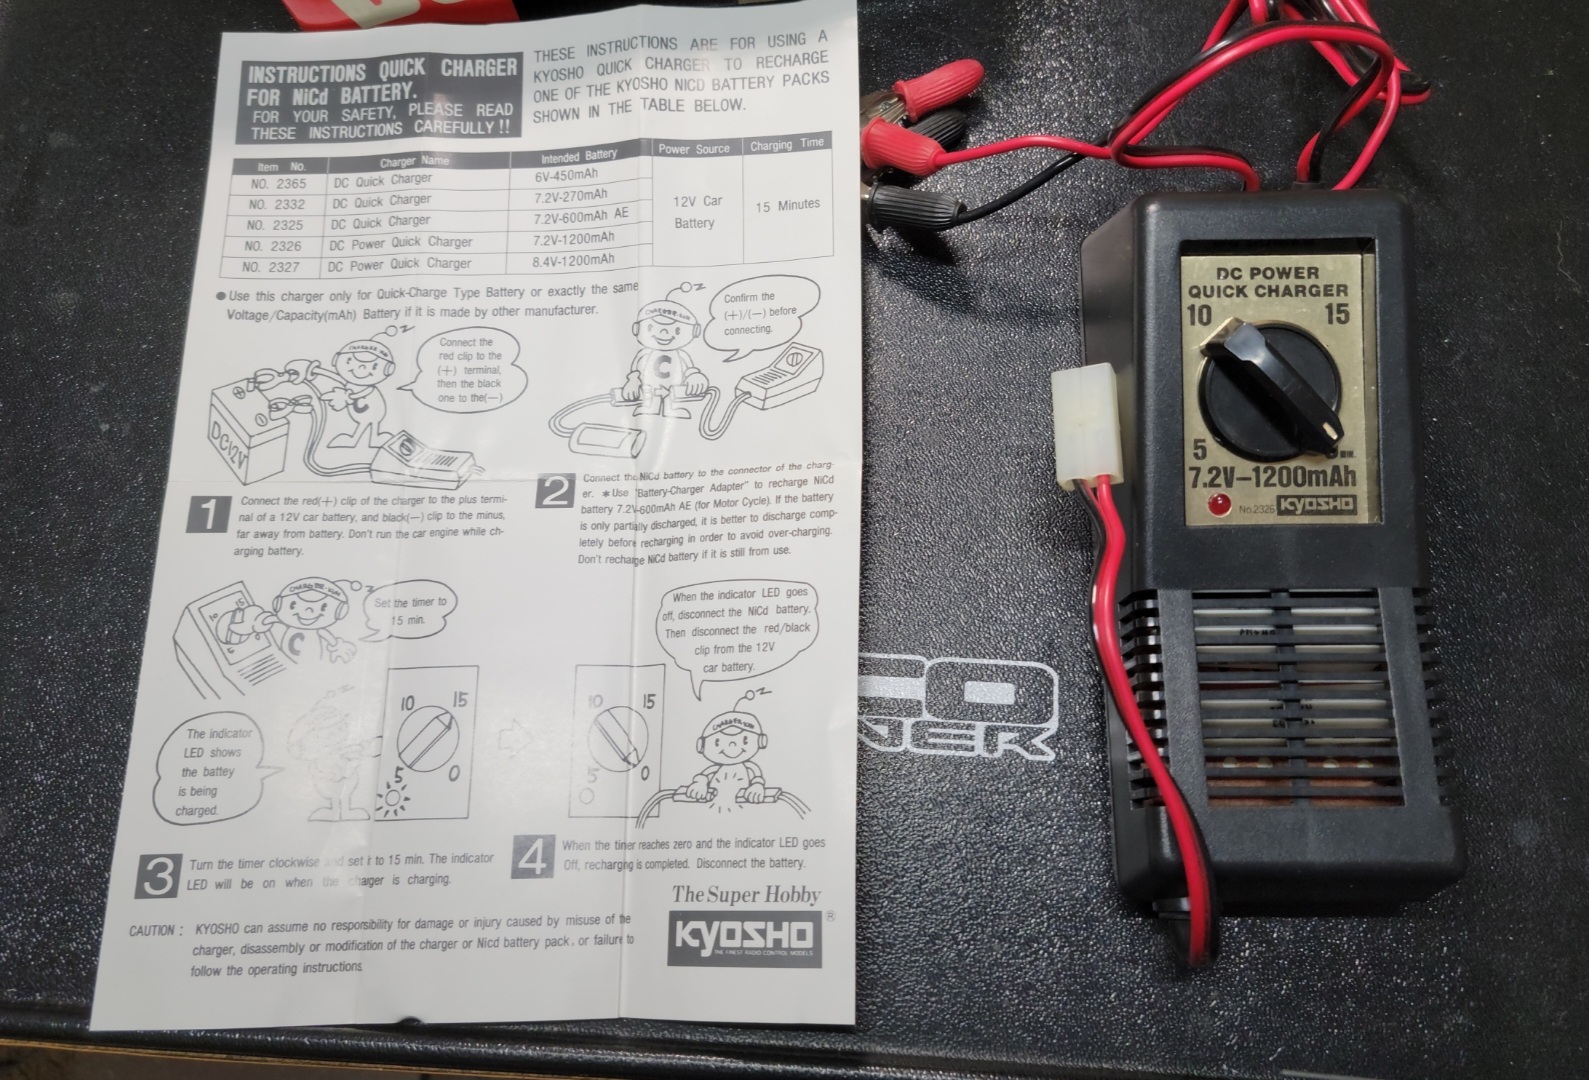 INSTRUCTIONS QUICK CHARGER
FOR NiCd BATTERY.
FOR YOUR SAFETY, PLEASE READ
THESE INSTRUCTIONS CAREFULLY!!
THESE INSTRUCTIONS ARE FOR USING A
KYOSHO QUICK CHARGER TO RECHARGE
ONE OF THE KYOSHO NICD BATTERY PACKS
SHOWN IN THE TABLE BELOW.
Item No. Charger Name Intended Battery Power Source Charging Time
NO. 2365 DC Quick Charger 6V-450mAh
NO. 2332 DC Quick Charger 7.2V-270mAh
NO. 2325 DC Quick Charger 7.2V-600mAh AE
NO. 2326 DC Power Quick Charger 7.2V-1200mAh
NO. 2327 DC Power Quick Charger 8.4V-1200mAh
12V Car
Battery
15 Minutes
●Use this charger only for Quick-Charge Type Battery or exactly the same
Voltage/Capacity(mAh) Battery if it is made by other manufacturer.
Connect the
red clip to the
(+) terminal,
then the black
one to the(−)
DC12V
C
Confirm the
(+)/(−) before
connecting.
C
1
Connect the red(+) clip of the charger to the plus termi-
nal of a 12V car battery, and black(−) clip to the minus,
far away from battery. Don't run the car engine while ch-
arging battery.
2
Connect the NiCd battery to the connector of the charg-
er. *Use "Battery-Charger Adapter" to recharge NiCd
battery 7.2V-600mAh AE (for Motor Cycle). If the battery
is only partially discharged, it is better to discharge comp-
letely before recharging in order to avoid over-charging.
Don't recharge NiCd battery if it is still from use.
Set the timer to
15 min.
C
The indicator
LED shows
the battey
is being
charged.
10 15
5 0
When the indicator LED goes
off, disconnect the NiCd battery.
Then disconnect the red/black
clip from the 12V
car battery.
10 15
5 0
3
Turn the timer clockwise and set it to 15 min. The indicator
LED will be on when the charger is charging.
4
When the timer reaches zero and the indicator LED goes
Off, recharging is completed. Disconnect the battery.
The Super Hobby
KYOSHO ®
THE FINEST RADIO CONTROL MODELS
CAUTION : KYOSHO can assume no responsibility for damage or injury caused by misuse of the
charger, disassembly or modification of the charger or Nicd battery pack, or failure to
follow the operating instructions.
DC POWER
QUICK CHARGER
10 15
5 MIN.
7.2V−1200mAh
No.2326 KYOSHO